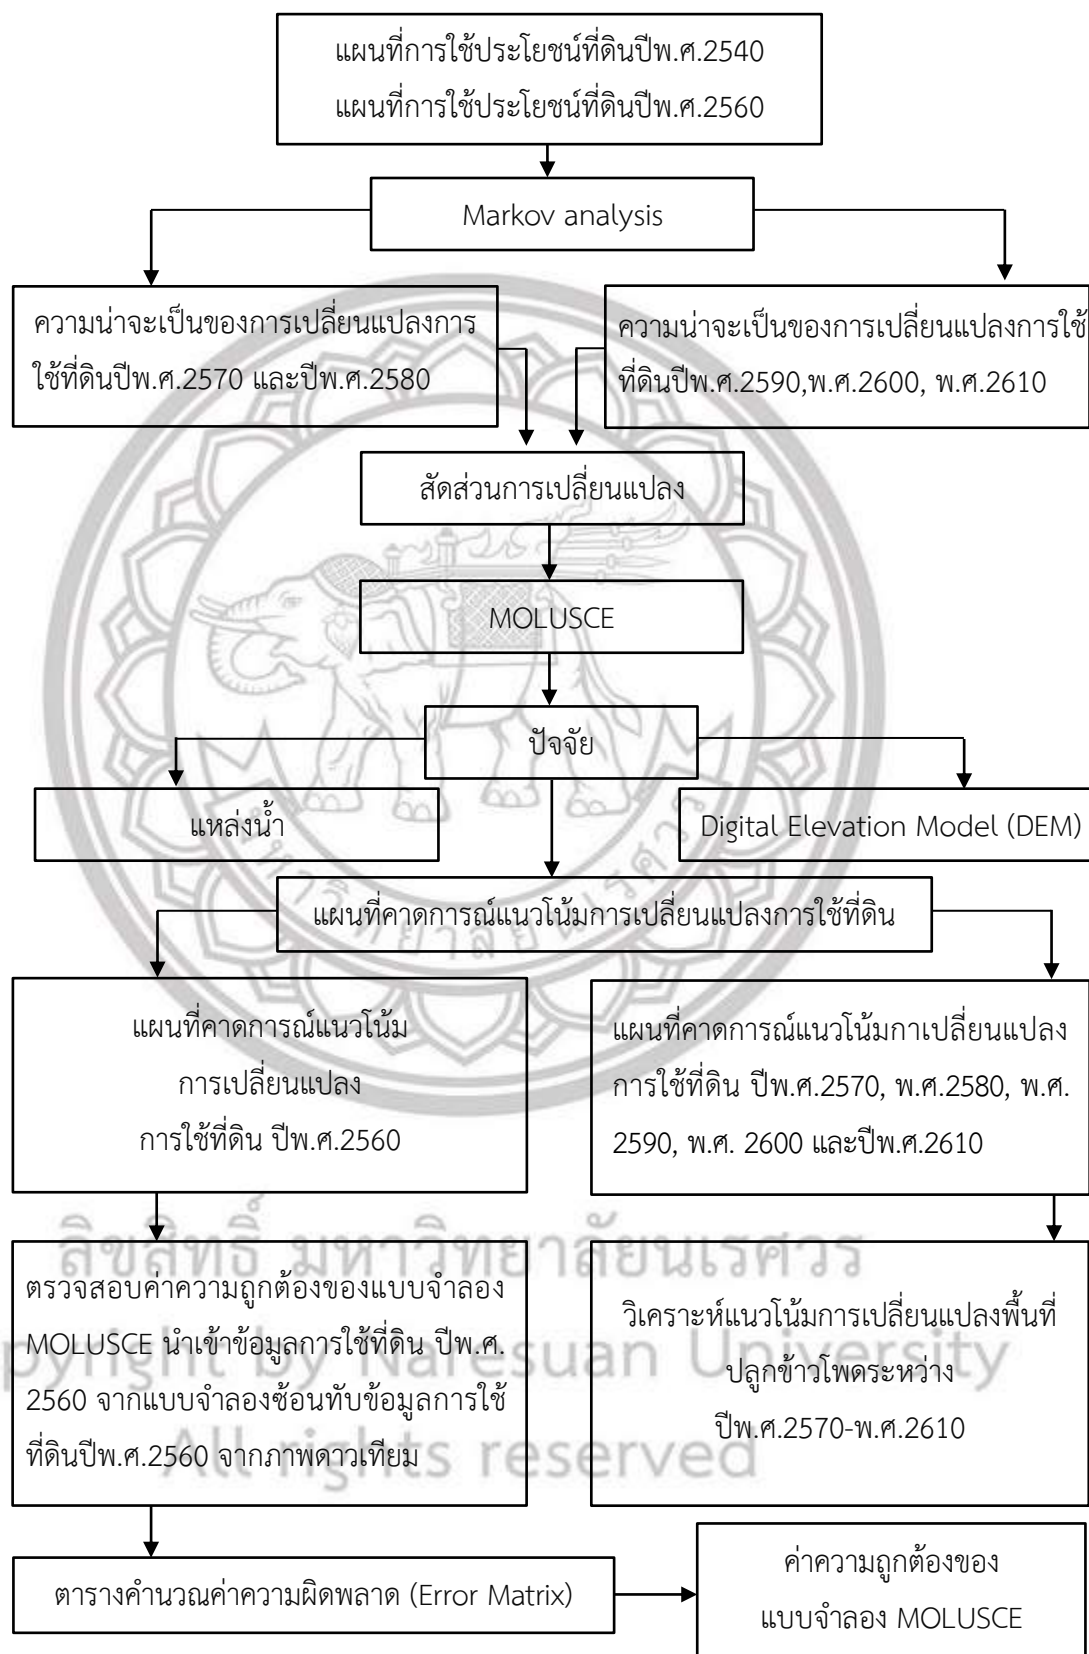 แผนที่การใช้ประโยชน์ที่ดินปีพ.ศ.2540
แผนที่การใช้ประโยชน์ที่ดินปีพ.ศ.2560
Markov analysis
ความน่าจะเป็นของการเปลี่ยนแปลงการ
ใช้ที่ดินปีพ.ศ.2570 และปีพ.ศ.2580
ความน่าจะเป็นของการเปลี่ยนแปลงการใช้
ที่ดินปีพ.ศ.2590,พ.ศ.2600, พ.ศ.2610
สัดส่วนการเปลี่ยนแปลง
MOLUSCE
ปัจจัย
แหล่งน้ำ
Digital Elevation Model (DEM)
แผนที่คาดการณ์แนวโน้มการเปลี่ยนแปลงการใช้ที่ดิน
มหาวิทยาลัยนเรศวร
แผนที่คาดการณ์แนวโน้ม
การเปลี่ยนแปลง
การใช้ที่ดิน ปีพ.ศ.2560
แผนที่คาดการณ์แนวโน้มกาเปลี่ยนแปลง
การใช้ที่ดิน ปีพ.ศ.2570, พ.ศ.2580, พ.ศ.
2590, พ.ศ. 2600 และปีพ.ศ.2610
ลิขสิทธิ์ มหาวิทยาลัยนเรศวร
pyright by Naresuan University
All rights reserved
ตรวจสอบค่าความถูกต้องของแบบจำลอง
MOLUSCE นำเข้าข้อมูลการใช้ที่ดิน ปีพ.ศ.
2560 จากแบบจำลองซ้อนทับข้อมูลการใช้
ที่ดินปีพ.ศ.2560 จากภาพดาวเทียม
วิเคราะห์แนวโน้มการเปลี่ยนแปลงพื้นที่
ปลูกข้าวโพดระหว่าง
ปีพ.ศ.2570-พ.ศ.2610
ตารางคำนวณค่าความผิดพลาด (Error Matrix)
ค่าความถูกต้องของ
แบบจำลอง MOLUSCE